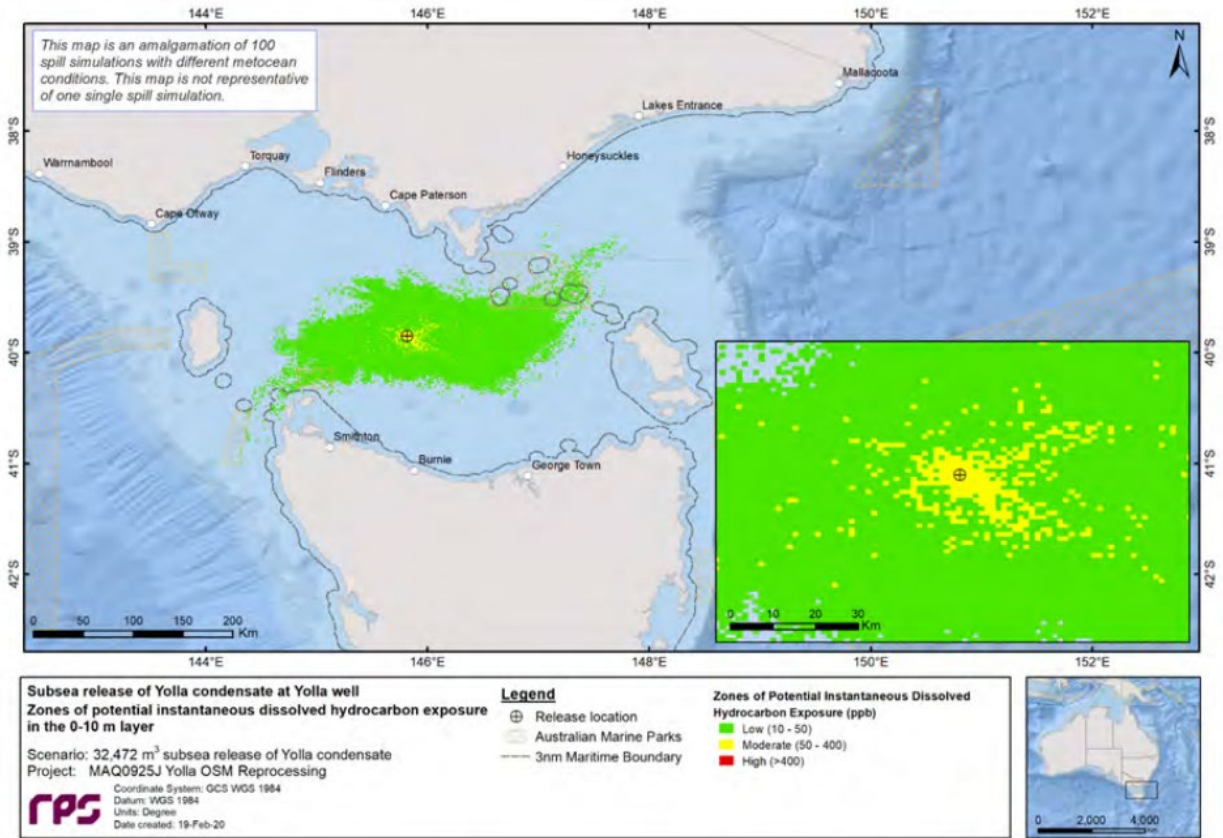 144°E 146°E 148°E 150°E 152°E
This map is an amalgamation of 100
spill simulations with different metocean
conditions. This map is not representative
of one single spill simulation.
N
Mallacoota
Lakes Entrance
38°S 38°S
Warrnambool
Torquay
Honeysuckles
Flinders
Cape Paterson
Cape Otway
39°S 39°S
40°S 40°S
Smithton
Burnie
George Town
41°S 41°S
42°S 42°S
0 50 100 150 200
Km
0 10 20 30
Km
144°E 146°E 148°E 150°E 152°E
Subsea release of Yolla condensate at Yolla well
Zones of potential instantaneous dissolved hydrocarbon exposure
in the 0-10 m layer
Scenario: 32,472 m³ subsea release of Yolla condensate
Project: MAQ0925J Yolla OSM Reprocessing
rps
Coordinate System: GCS WGS 1984
Datum: WGS 1984
Units: Degree
Date created: 19-Feb-20
Legend
Release location
Australian Marine Parks
3nm Maritime Boundary
Zones of Potential Instantaneous Dissolved
Hydrocarbon Exposure (ppb)
Low (10 - 50)
Moderate (50 - 400)
High (>400)
0 2,000 4,000